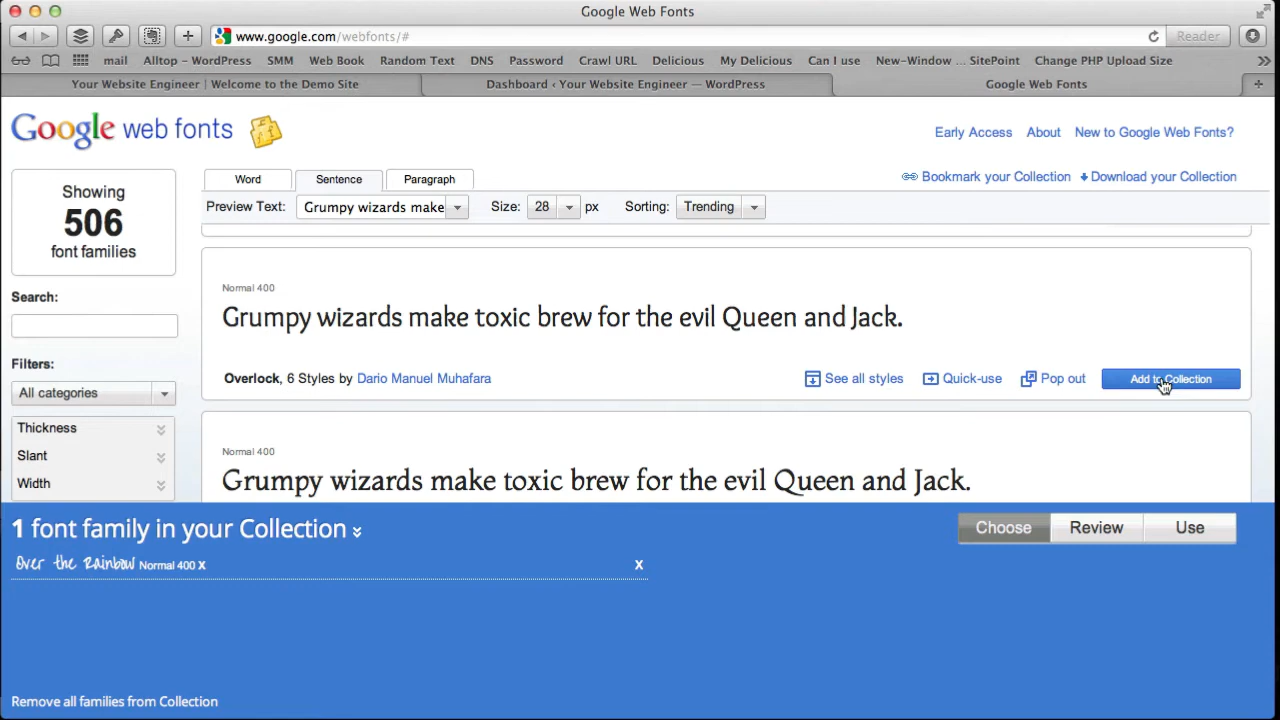 Google Web Fonts
www.google.com/webfonts/#
Reader
mail Alltop - WordPress SMM Web Book Random Text DNS Password Crawl URL Delicious My Delicious Can I use New-Window ... SitePoint Change PHP Upload Size
Your Website Engineer | Welcome to the Demo Site
Dashboard ‹ Your Website Engineer — WordPress
Google Web Fonts
Google web fonts
Early Access About New to Google Web Fonts?
Bookmark your Collection Download your Collection
Showing
506
font families
Word Sentence Paragraph
Preview Text: Grumpy wizards make Size: 28 px Sorting: Trending
Search:
Filters:
All categories
Thickness
Slant
Width
Normal 400
Grumpy wizards make toxic brew for the evil Queen and Jack.
Overlock, 6 Styles by Dario Manuel Muhafara
See all styles Quick-use Pop out Add to Collection
Normal 400
Grumpy wizards make toxic brew for the evil Queen and Jack.
1 font family in your Collection
Choose Review Use
Over the Rainbow Normal 400 x x
Remove all families from Collection